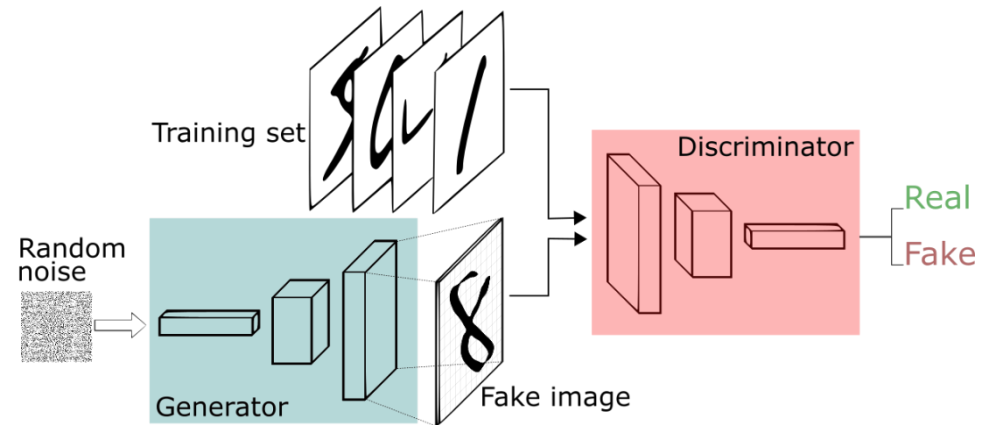 Training set
Discriminator
Real
Fake
Random
noise
Generator
Fake image